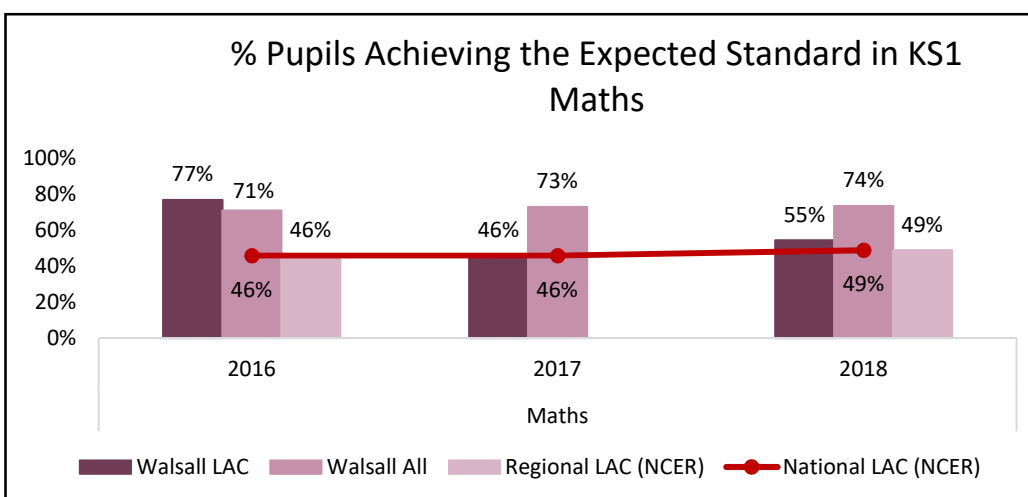 % Pupils Achieving the Expected Standard in KS1
Maths
100%
80%
60%
40%
20%
0%
77%
71%
46%
46%
46%
73%
46%
55%
74%
49%
49%
2016
2017
2018
Maths
Walsall LAC
Walsall All
Regional LAC (NCER)
National LAC (NCER)